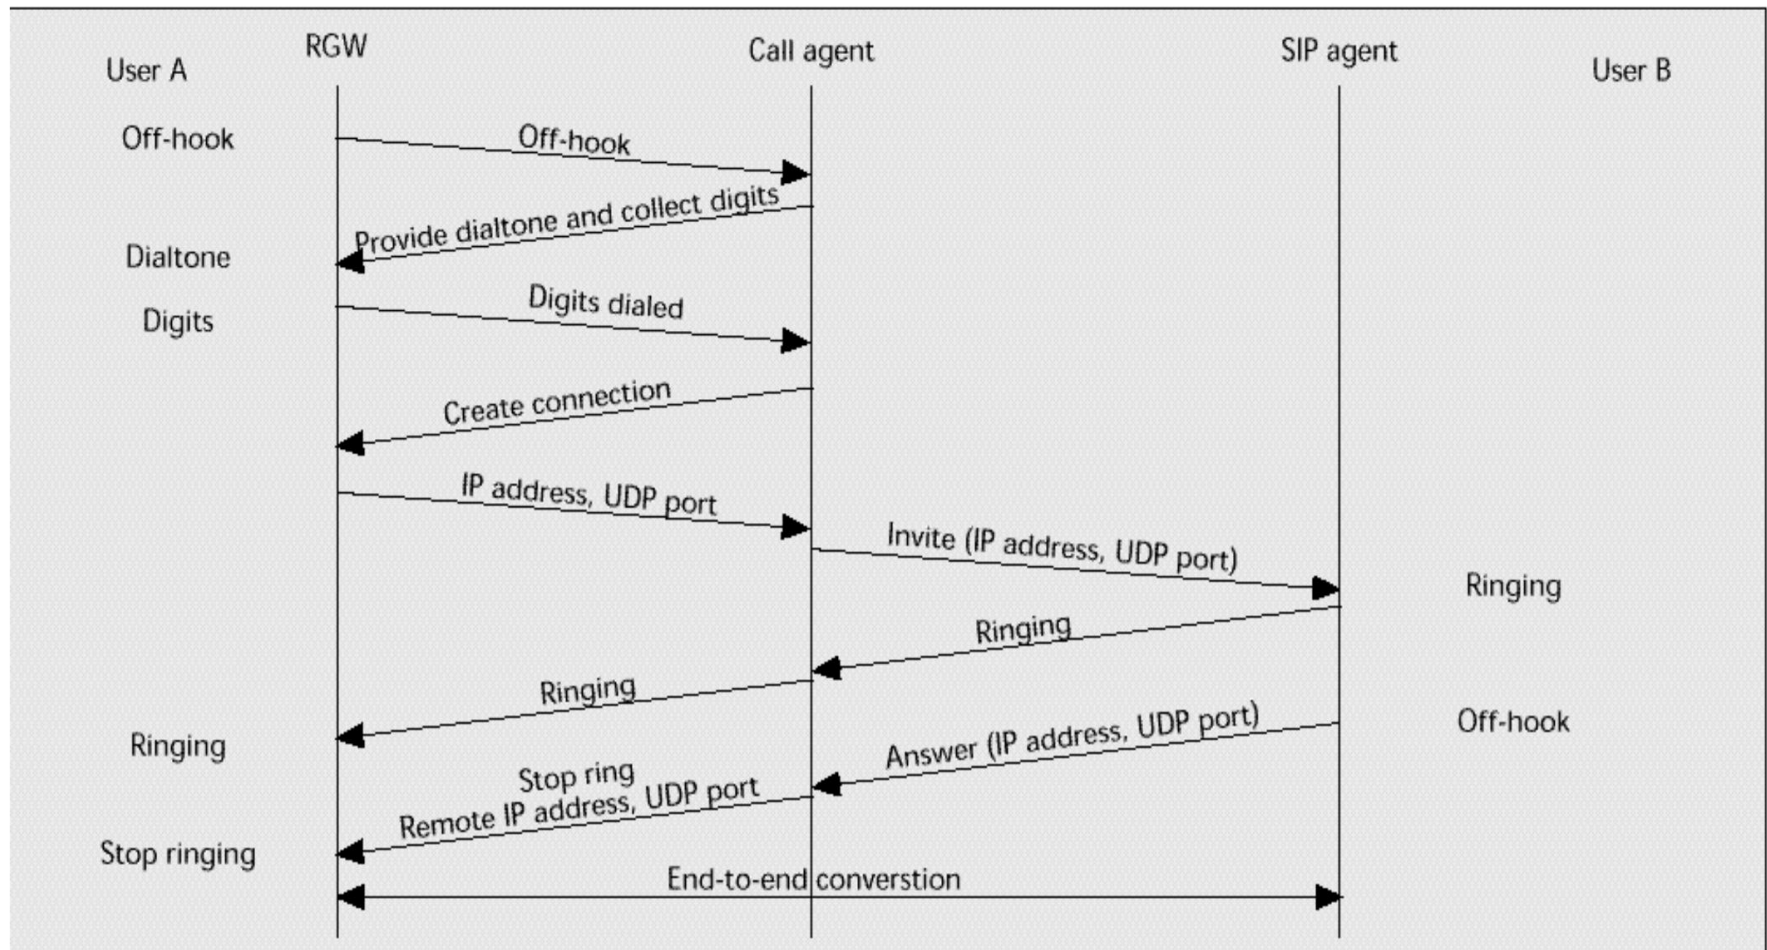 RGW
Call agent
SIP agent
User A
User B
Off-hook
Off-hook
Provide dialtone and collect digits
Dialtone
Digits dialed
Digits
Create connection
IP address, UDP port
Invite (IP address, UDP port)
Ringing
Ringing
Ringing
Ringing
Off-hook
Answer (IP address, UDP port)
Stop ring
Remote IP address, UDP port
Stop ringing
End-to-end converstion